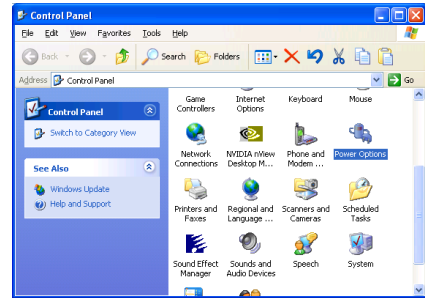 Control Panel
File Edit View Favorites Tools Help
Back Search Folders
Address Control Panel Go
Control Panel
Switch to Category View
See Also
Windows Update
Help and Support
Game
Controllers
Internet
Options
Keyboard
Mouse
Network
Connections
NVIDIA nView
Desktop M...
Phone and
Modem ...
Power Options
Printers and
Faxes
Regional and
Language ...
Scanners and
Cameras
Scheduled
Tasks
Sound Effect
Manager
Sounds and
Audio Devices
Speech
System